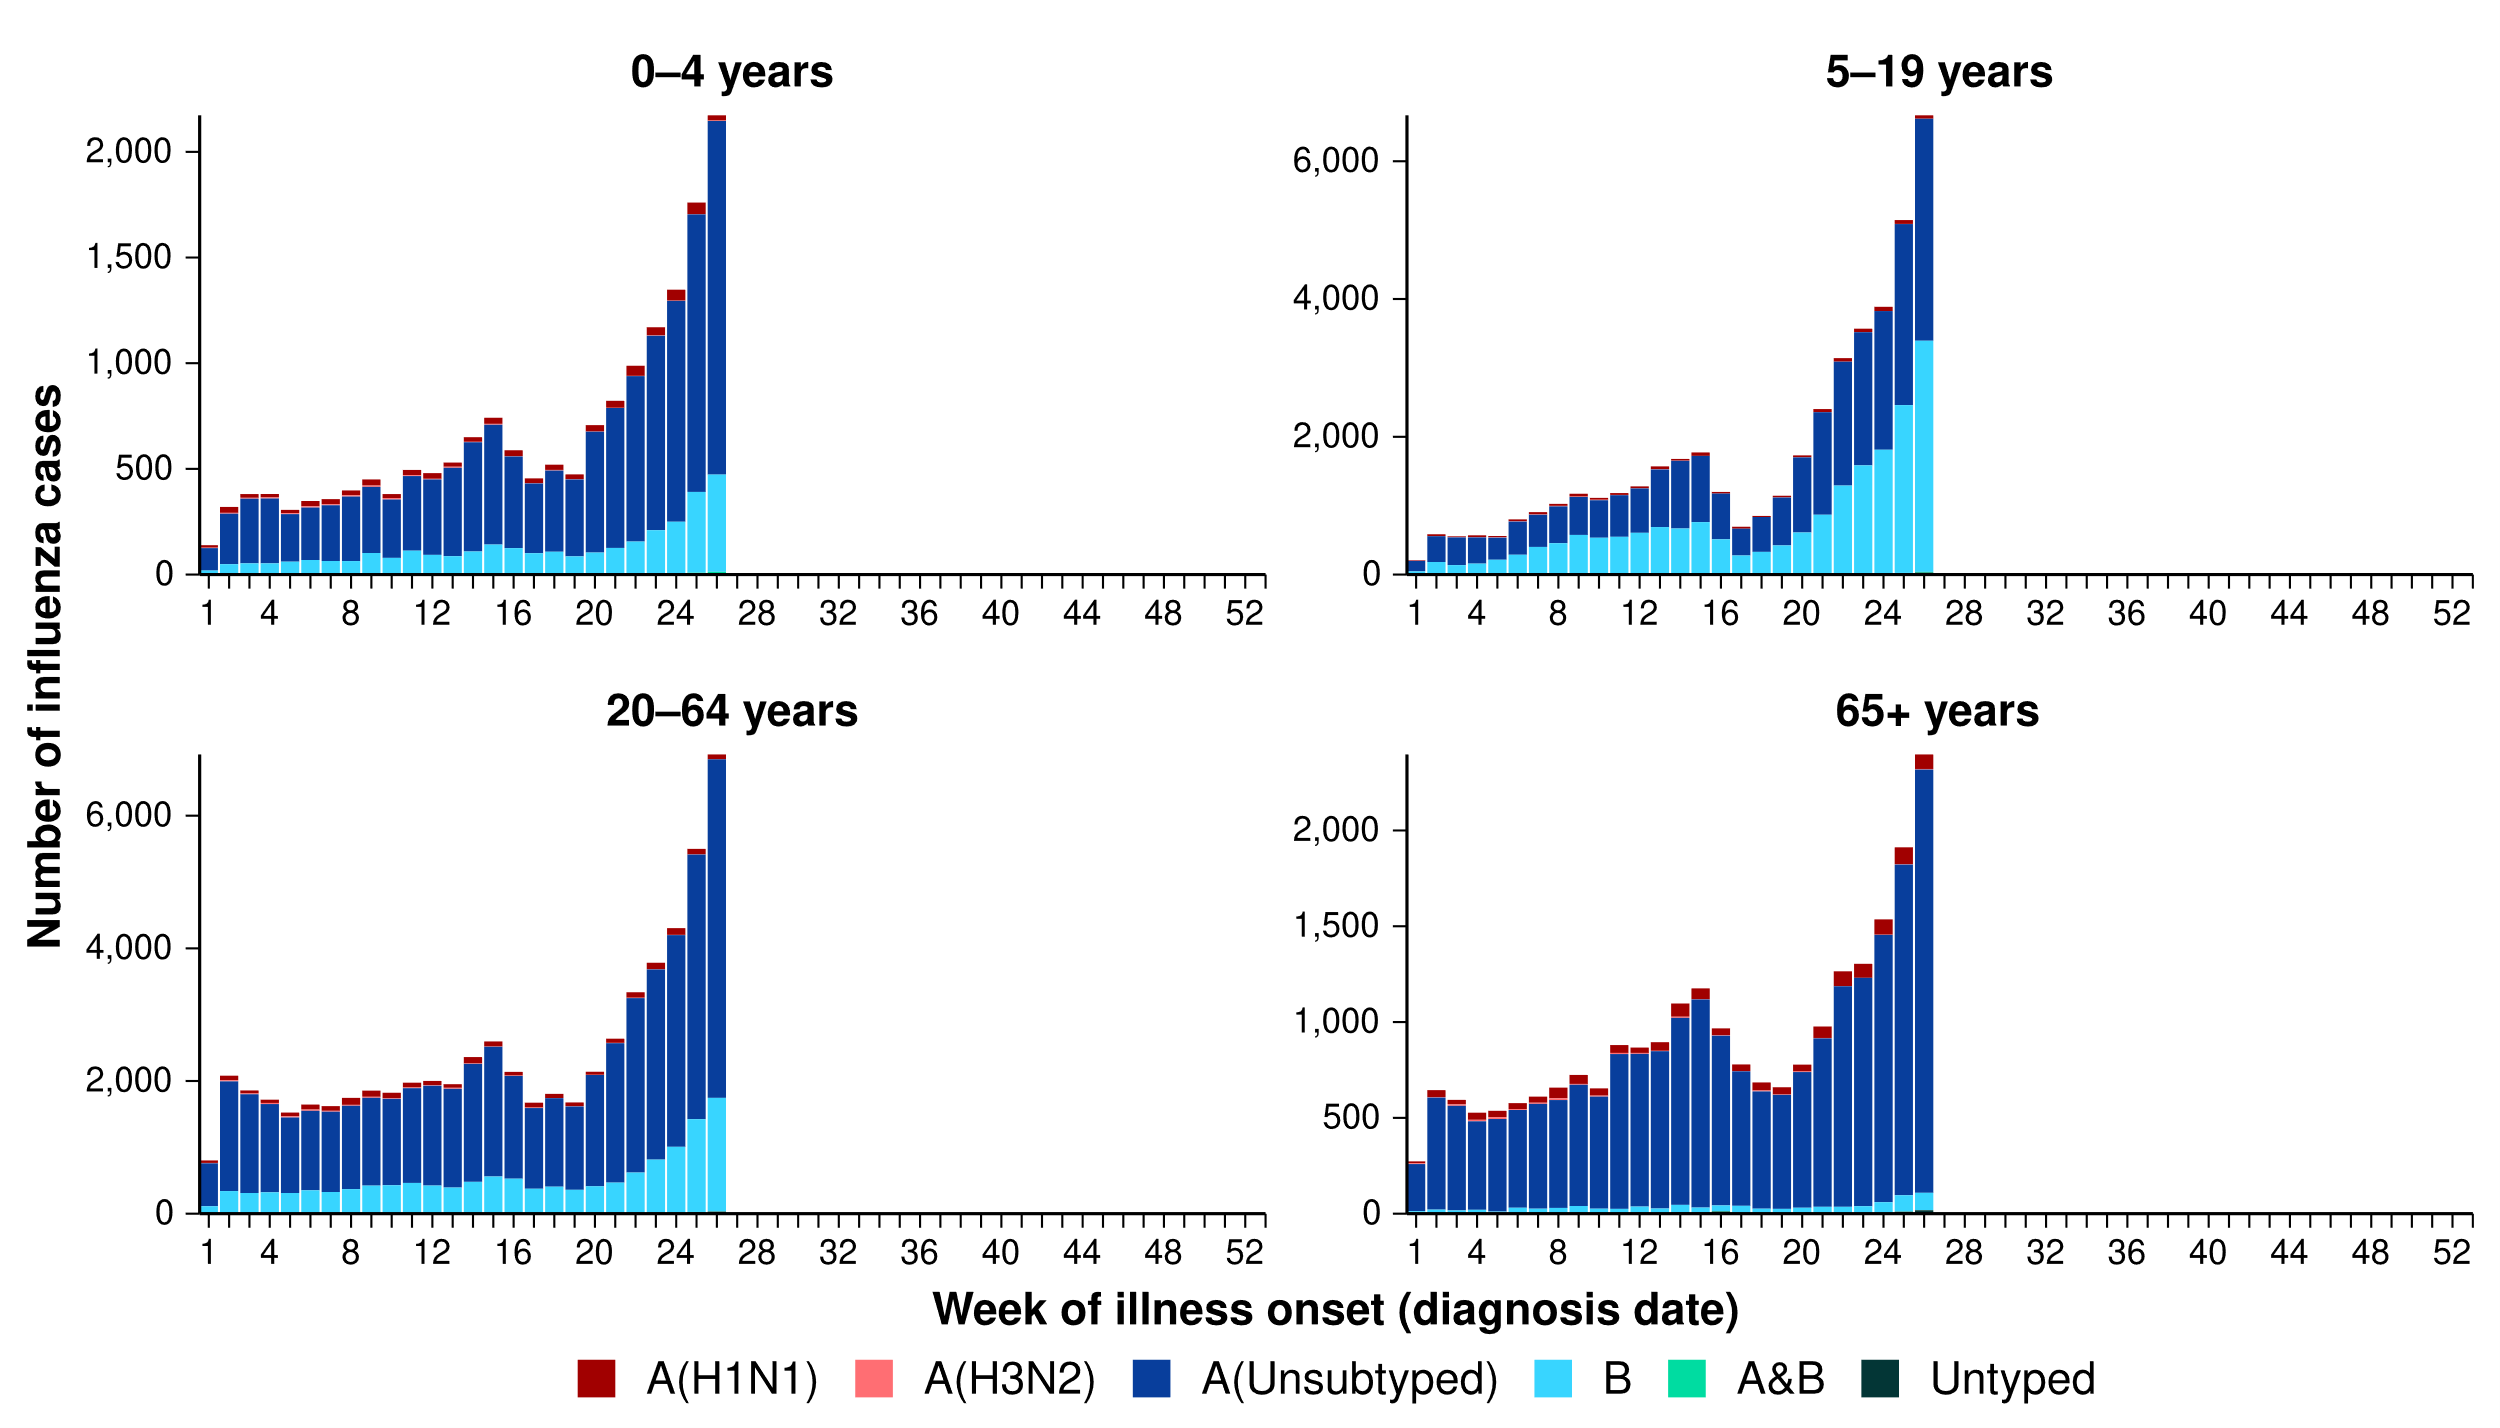 0–4 years
5–19 years
2,000
1,500
1,000
500
0
1 4 8 12 16 20 24 28 32 36 40 44 48 52
6,000
4,000
2,000
0
1 4 8 12 16 20 24 28 32 36 40 44 48 52
Number of influenza cases
20–64 years
65+ years
6,000
4,000
2,000
0
1 4 8 12 16 20 24 28 32 36 40 44 48 52
2,000
1,500
1,000
500
0
1 4 8 12 16 20 24 28 32 36 40 44 48 52
Week of illness onset (diagnosis date)
A(H1N1) A(H3N2) A(Unsubtyped) B A&B Untyped